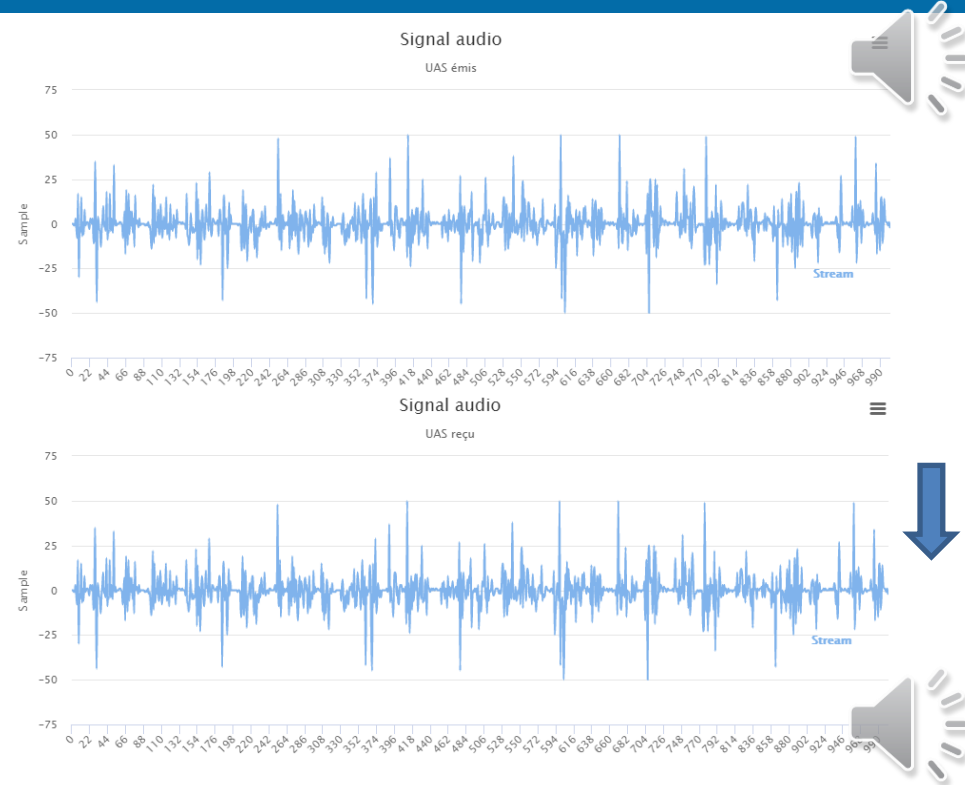 Signal audio
UAS émis
75
50
25
0
-25
-50
-75
Sample
Stream
0 22 44 66 88 110 132 154 176 198 220 242 264 286 308 330 352 374 396 418 440 462 484 506 528 550 572 594 616 638 660 682 704 726 748 770 792 814 836 858 880 902 924 946 968 990
Signal audio
UAS reçu
75
50
25
0
-25
-50
-75
Sample
Stream
0 22 44 66 88 110 132 154 176 198 220 242 264 286 308 330 352 374 396 418 440 462 484 506 528 550 572 594 616 638 660 682 704 726 748 770 792 814 836 858 880 902 924 946